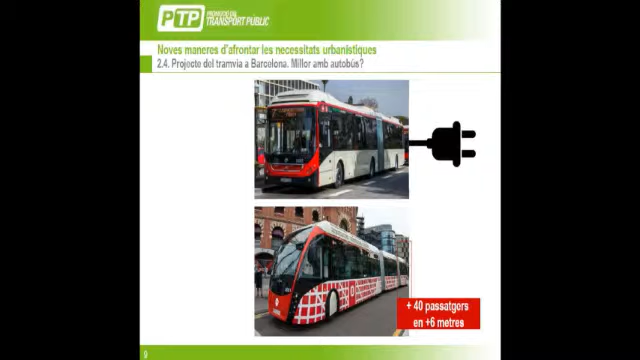 PTP PROMOCIÓ DEL
TRANSPORT PÚBLIC
Noves maneres d'afrontar les necessitats urbanístiques
2.4. Projecte del tramvia a Barcelona. Millor amb autobús?
+ 40 passatgers
en +6 metres
9